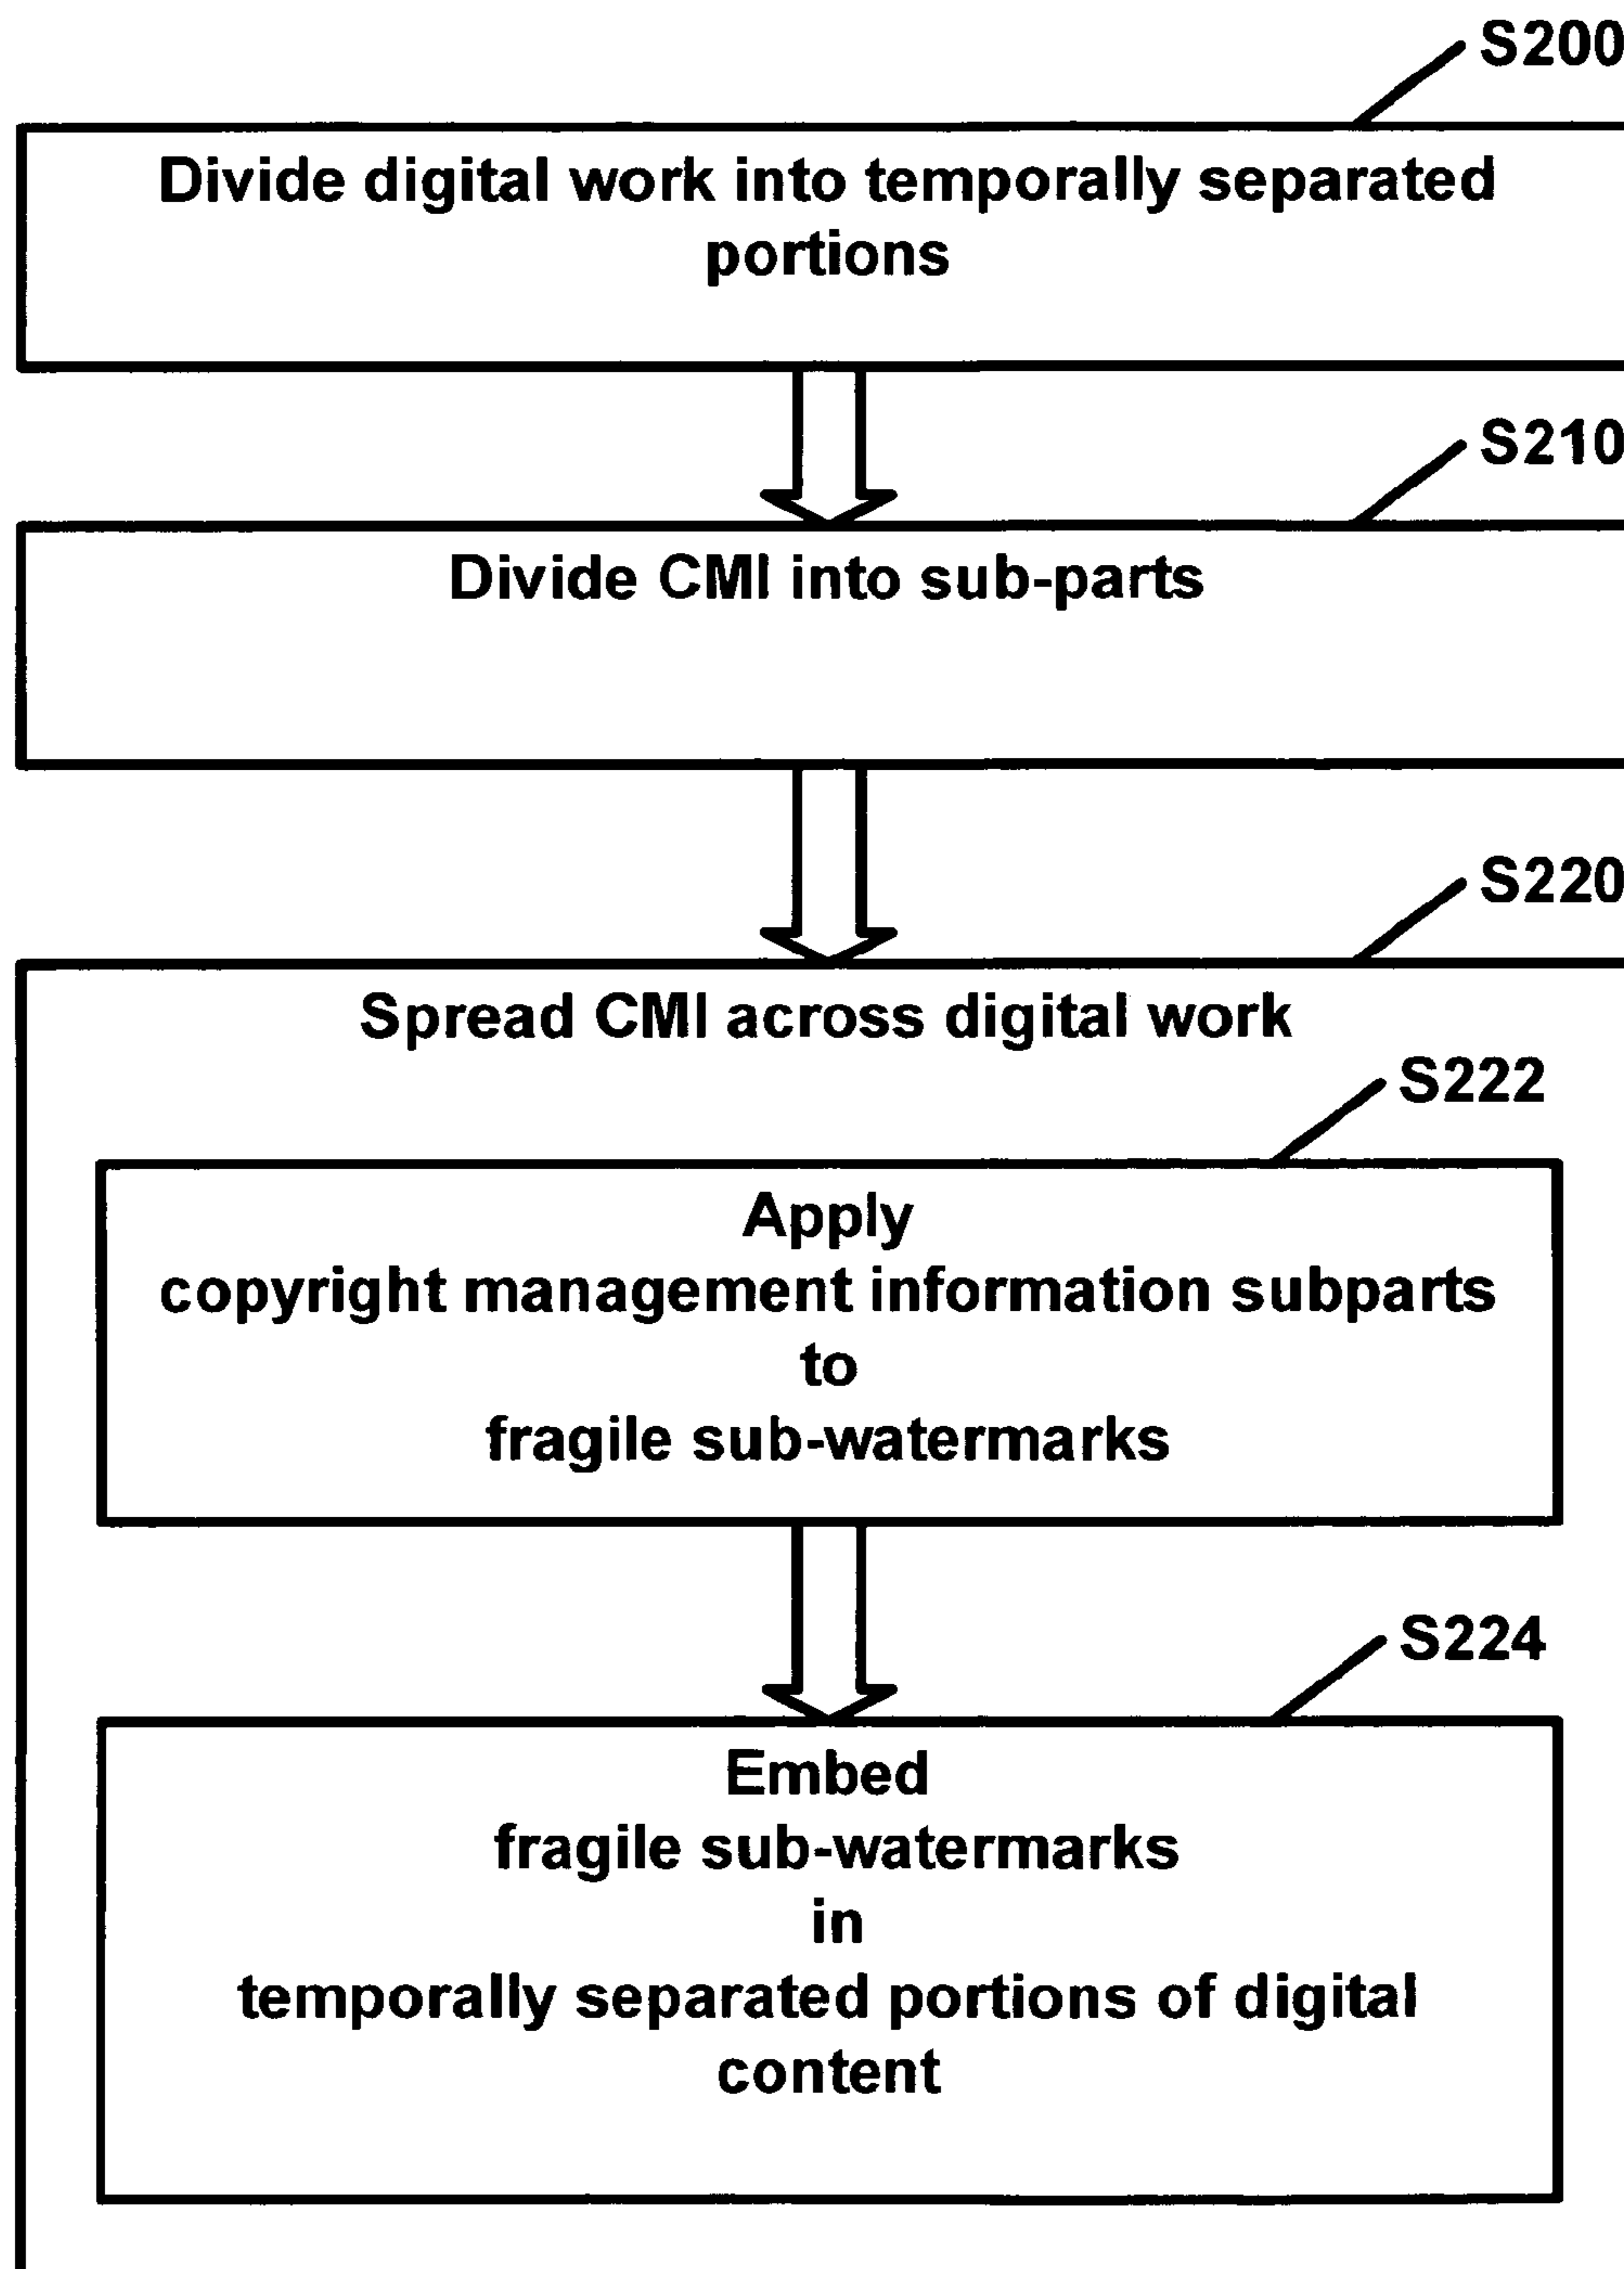 S200
Divide digital work into temporally separated
portions
S210
Divide CMI into sub-parts
S220
Spread CMI across digital work
S222
Apply
copyright management information subparts
to
fragile sub-watermarks
S224
Embed
fragile sub-watermarks
in
temporally separated portions of digital
content